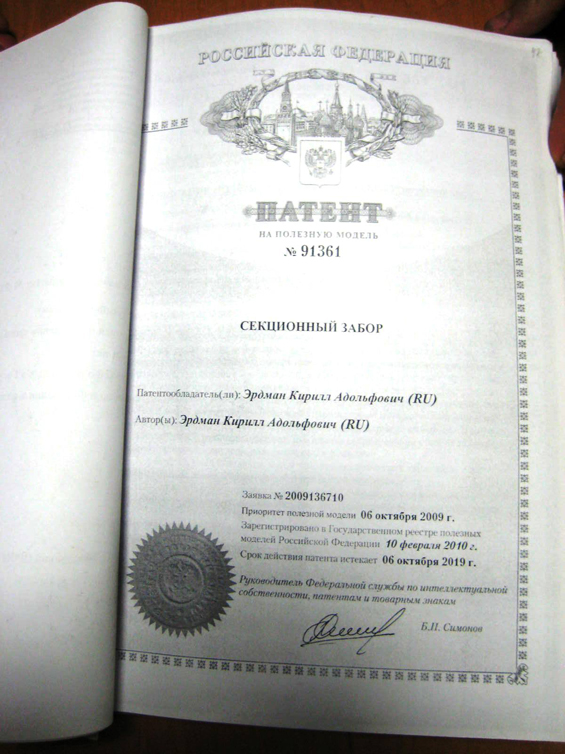 РОССИЙСКАЯ ФЕДЕРАЦИЯ
ПАТЕНТ
НА ПОЛЕЗНУЮ МОДЕЛЬ
№ 91361
СЕКЦИОННЫЙ ЗАБОР
Патентообладатель(ли): Эрдман Кирилл Адольфович (RU)
Автор(ы): Эрдман Кирилл Адольфович (RU)
Заявка № 2009136710
Приоритет полезной модели 06 октября 2009 г.
Зарегистрировано в Государственном реестре полезных
моделей Российской Федерации 10 февраля 2010 г.
Срок действия патента истекает 06 октября 2019 г.
Руководитель Федеральной службы по интеллектуальной
собственности, патентам и товарным знакам
Б.П. Симонов